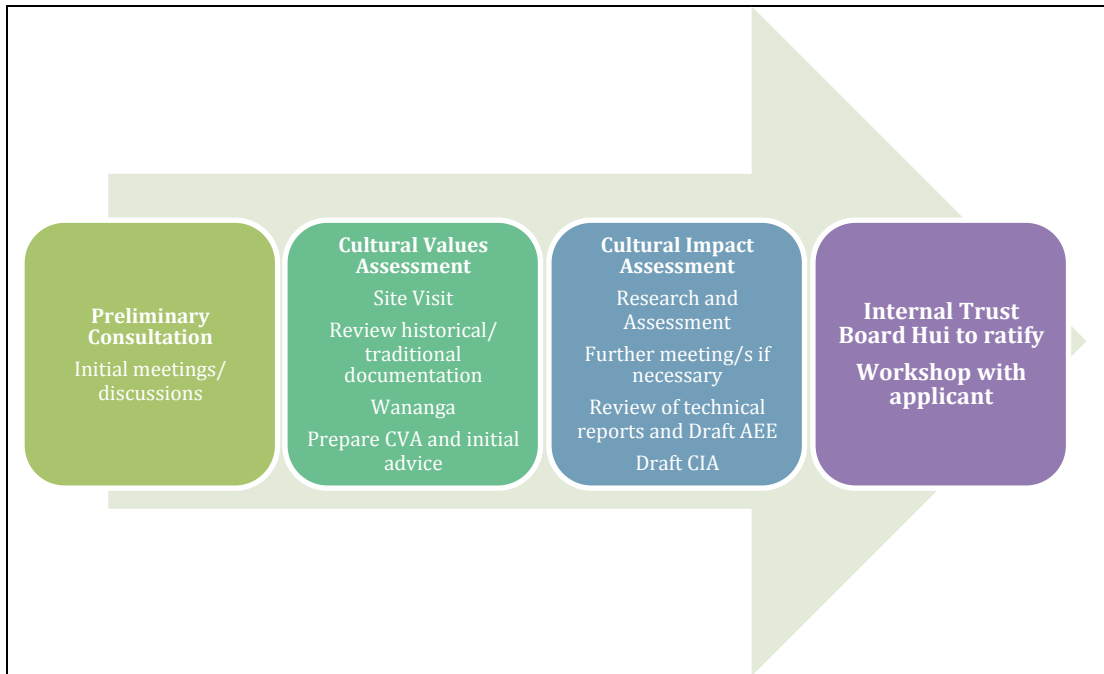 Preliminary
Consultation
Initial meetings/
discussions
Cultural Values
Assessment
Site Visit
Review historical/
traditional
documentation
Wananga
Prepare CVA and initial
advice
Cultural Impact
Assessment
Research and
Assessment
Further meeting/s if
necessary
Review of technical
reports and Draft AEE
Draft CIA
Internal Trust
Board Hui to ratify
Workshop with
applicant